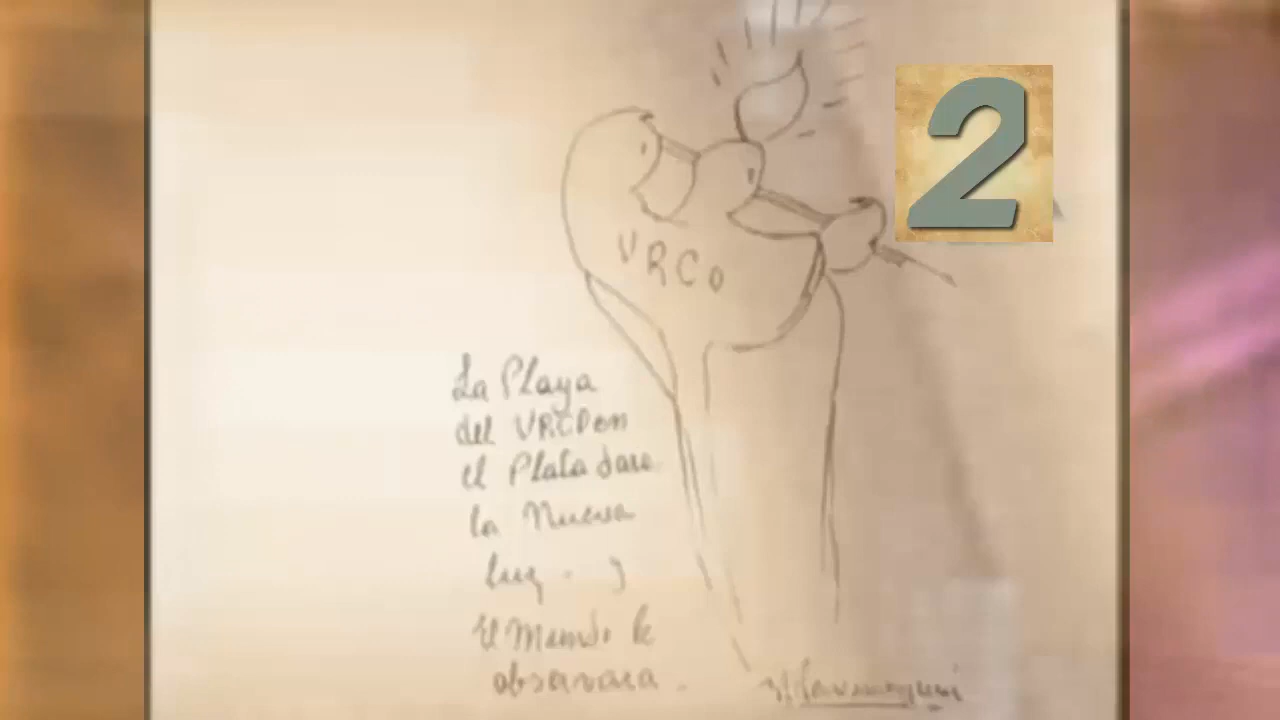 2
VRCO
La Playa
del VRCO en
el Plata dara
la Nueva
luz . y
El Mundo le
observara .